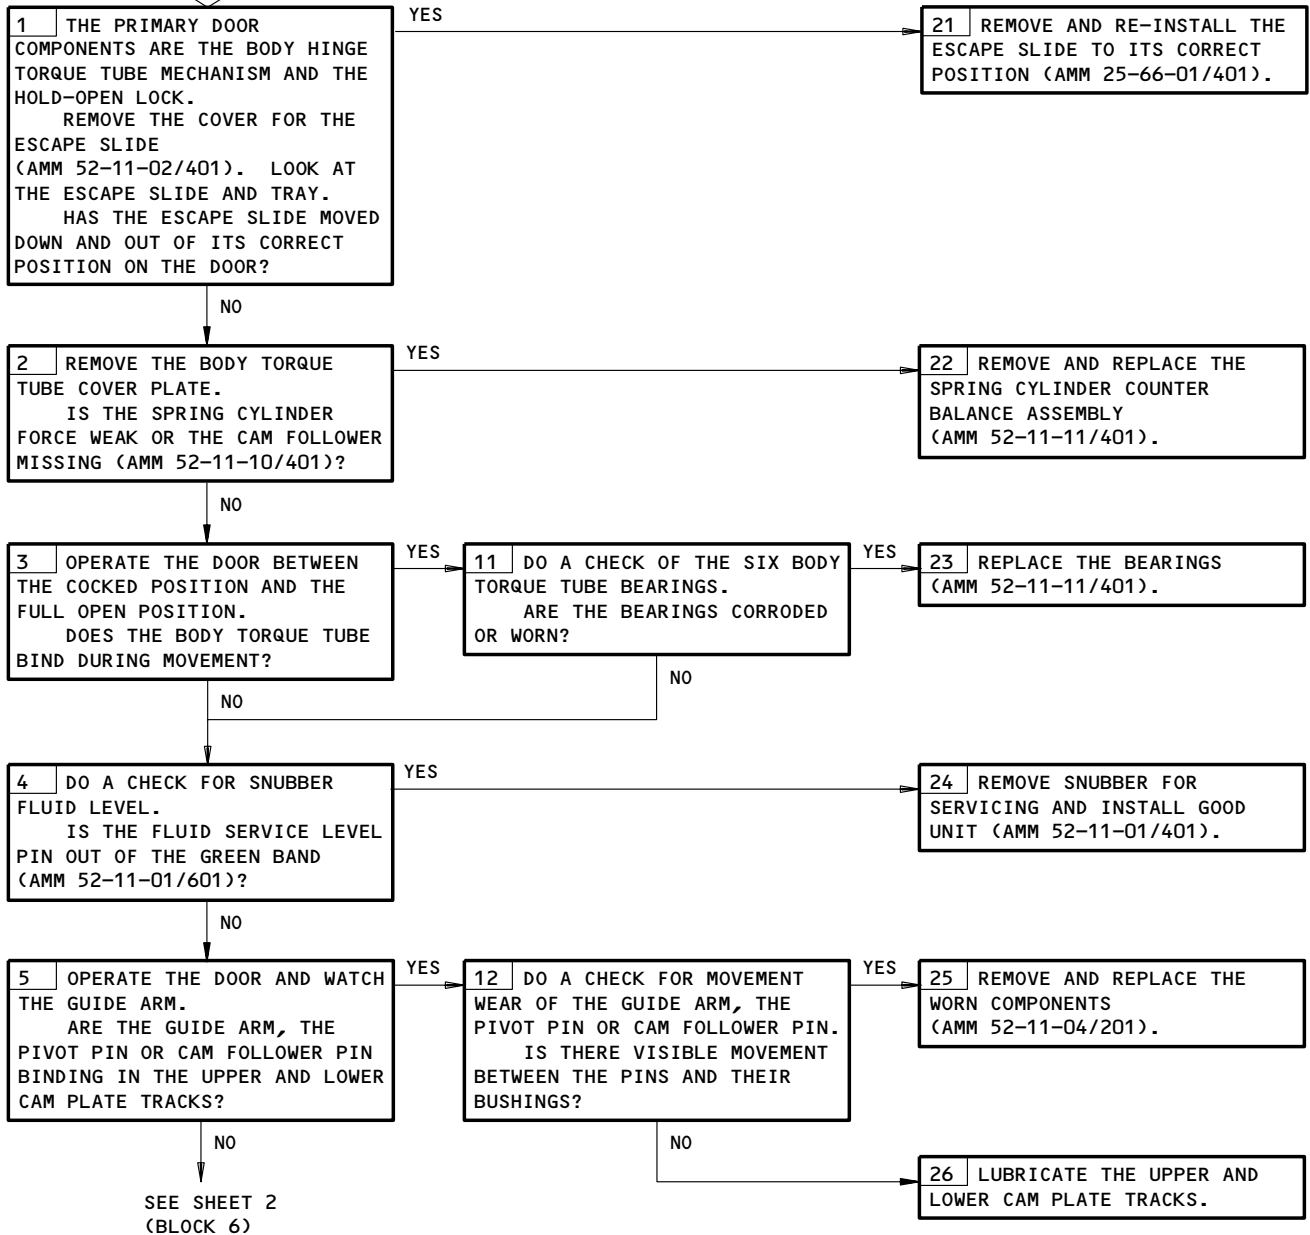 1 THE PRIMARY DOOR
COMPONENTS ARE THE BODY HINGE
TORQUE TUBE MECHANISM AND THE
HOLD-OPEN LOCK.
REMOVE THE COVER FOR THE
ESCAPE SLIDE
(AMM 52-11-02/401). LOOK AT
THE ESCAPE SLIDE AND TRAY.
HAS THE ESCAPE SLIDE MOVED
DOWN AND OUT OF ITS CORRECT
POSITION ON THE DOOR?
YES
21 REMOVE AND RE-INSTALL THE
ESCAPE SLIDE TO ITS CORRECT
POSITION (AMM 25-66-01/401).
NO
2 REMOVE THE BODY TORQUE
TUBE COVER PLATE.
IS THE SPRING CYLINDER
FORCE WEAK OR THE CAM FOLLOWER
MISSING (AMM 52-11-10/401)?
YES
22 REMOVE AND REPLACE THE
SPRING CYLINDER COUNTER
BALANCE ASSEMBLY
(AMM 52-11-11/401).
NO
3 OPERATE THE DOOR BETWEEN
THE COCKED POSITION AND THE
FULL OPEN POSITION.
DOES THE BODY TORQUE TUBE
BIND DURING MOVEMENT?
YES
11 DO A CHECK OF THE SIX BODY
TORQUE TUBE BEARINGS.
ARE THE BEARINGS CORRODED
OR WORN?
YES
23 REPLACE THE BEARINGS
(AMM 52-11-11/401).
NO
NO
4 DO A CHECK FOR SNUBBER
FLUID LEVEL.
IS THE FLUID SERVICE LEVEL
PIN OUT OF THE GREEN BAND
(AMM 52-11-01/601)?
YES
24 REMOVE SNUBBER FOR
SERVICING AND INSTALL GOOD
UNIT (AMM 52-11-01/401).
NO
5 OPERATE THE DOOR AND WATCH
THE GUIDE ARM.
ARE THE GUIDE ARM, THE
PIVOT PIN OR CAM FOLLOWER PIN
BINDING IN THE UPPER AND LOWER
CAM PLATE TRACKS?
YES
12 DO A CHECK FOR MOVEMENT
WEAR OF THE GUIDE ARM, THE
PIVOT PIN OR CAM FOLLOWER PIN.
IS THERE VISIBLE MOVEMENT
BETWEEN THE PINS AND THEIR
BUSHINGS?
YES
25 REMOVE AND REPLACE THE
WORN COMPONENTS
(AMM 52-11-04/201).
NO
NO
26 LUBRICATE THE UPPER AND
LOWER CAM PLATE TRACKS.
SEE SHEET 2
(BLOCK 6)